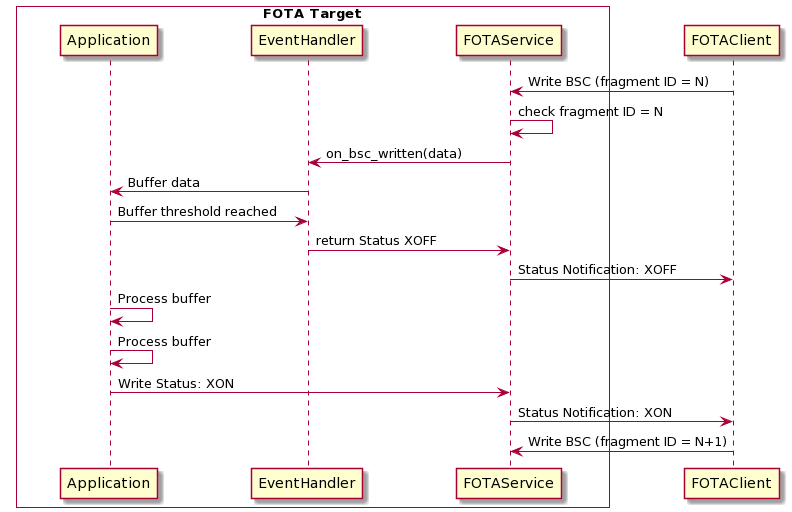 FOTA Target
Application
EventHandler
FOTAService
FOTAClient
Write BSC (fragment ID = N)
check fragment ID = N
on_bsc_written(data)
Buffer data
Buffer threshold reached
return Status XOFF
Status Notification: XOFF
Process buffer
Process buffer
Write Status: XON
Status Notification: XON
Write BSC (fragment ID = N+1)
Application
EventHandler
FOTAService
FOTAClient